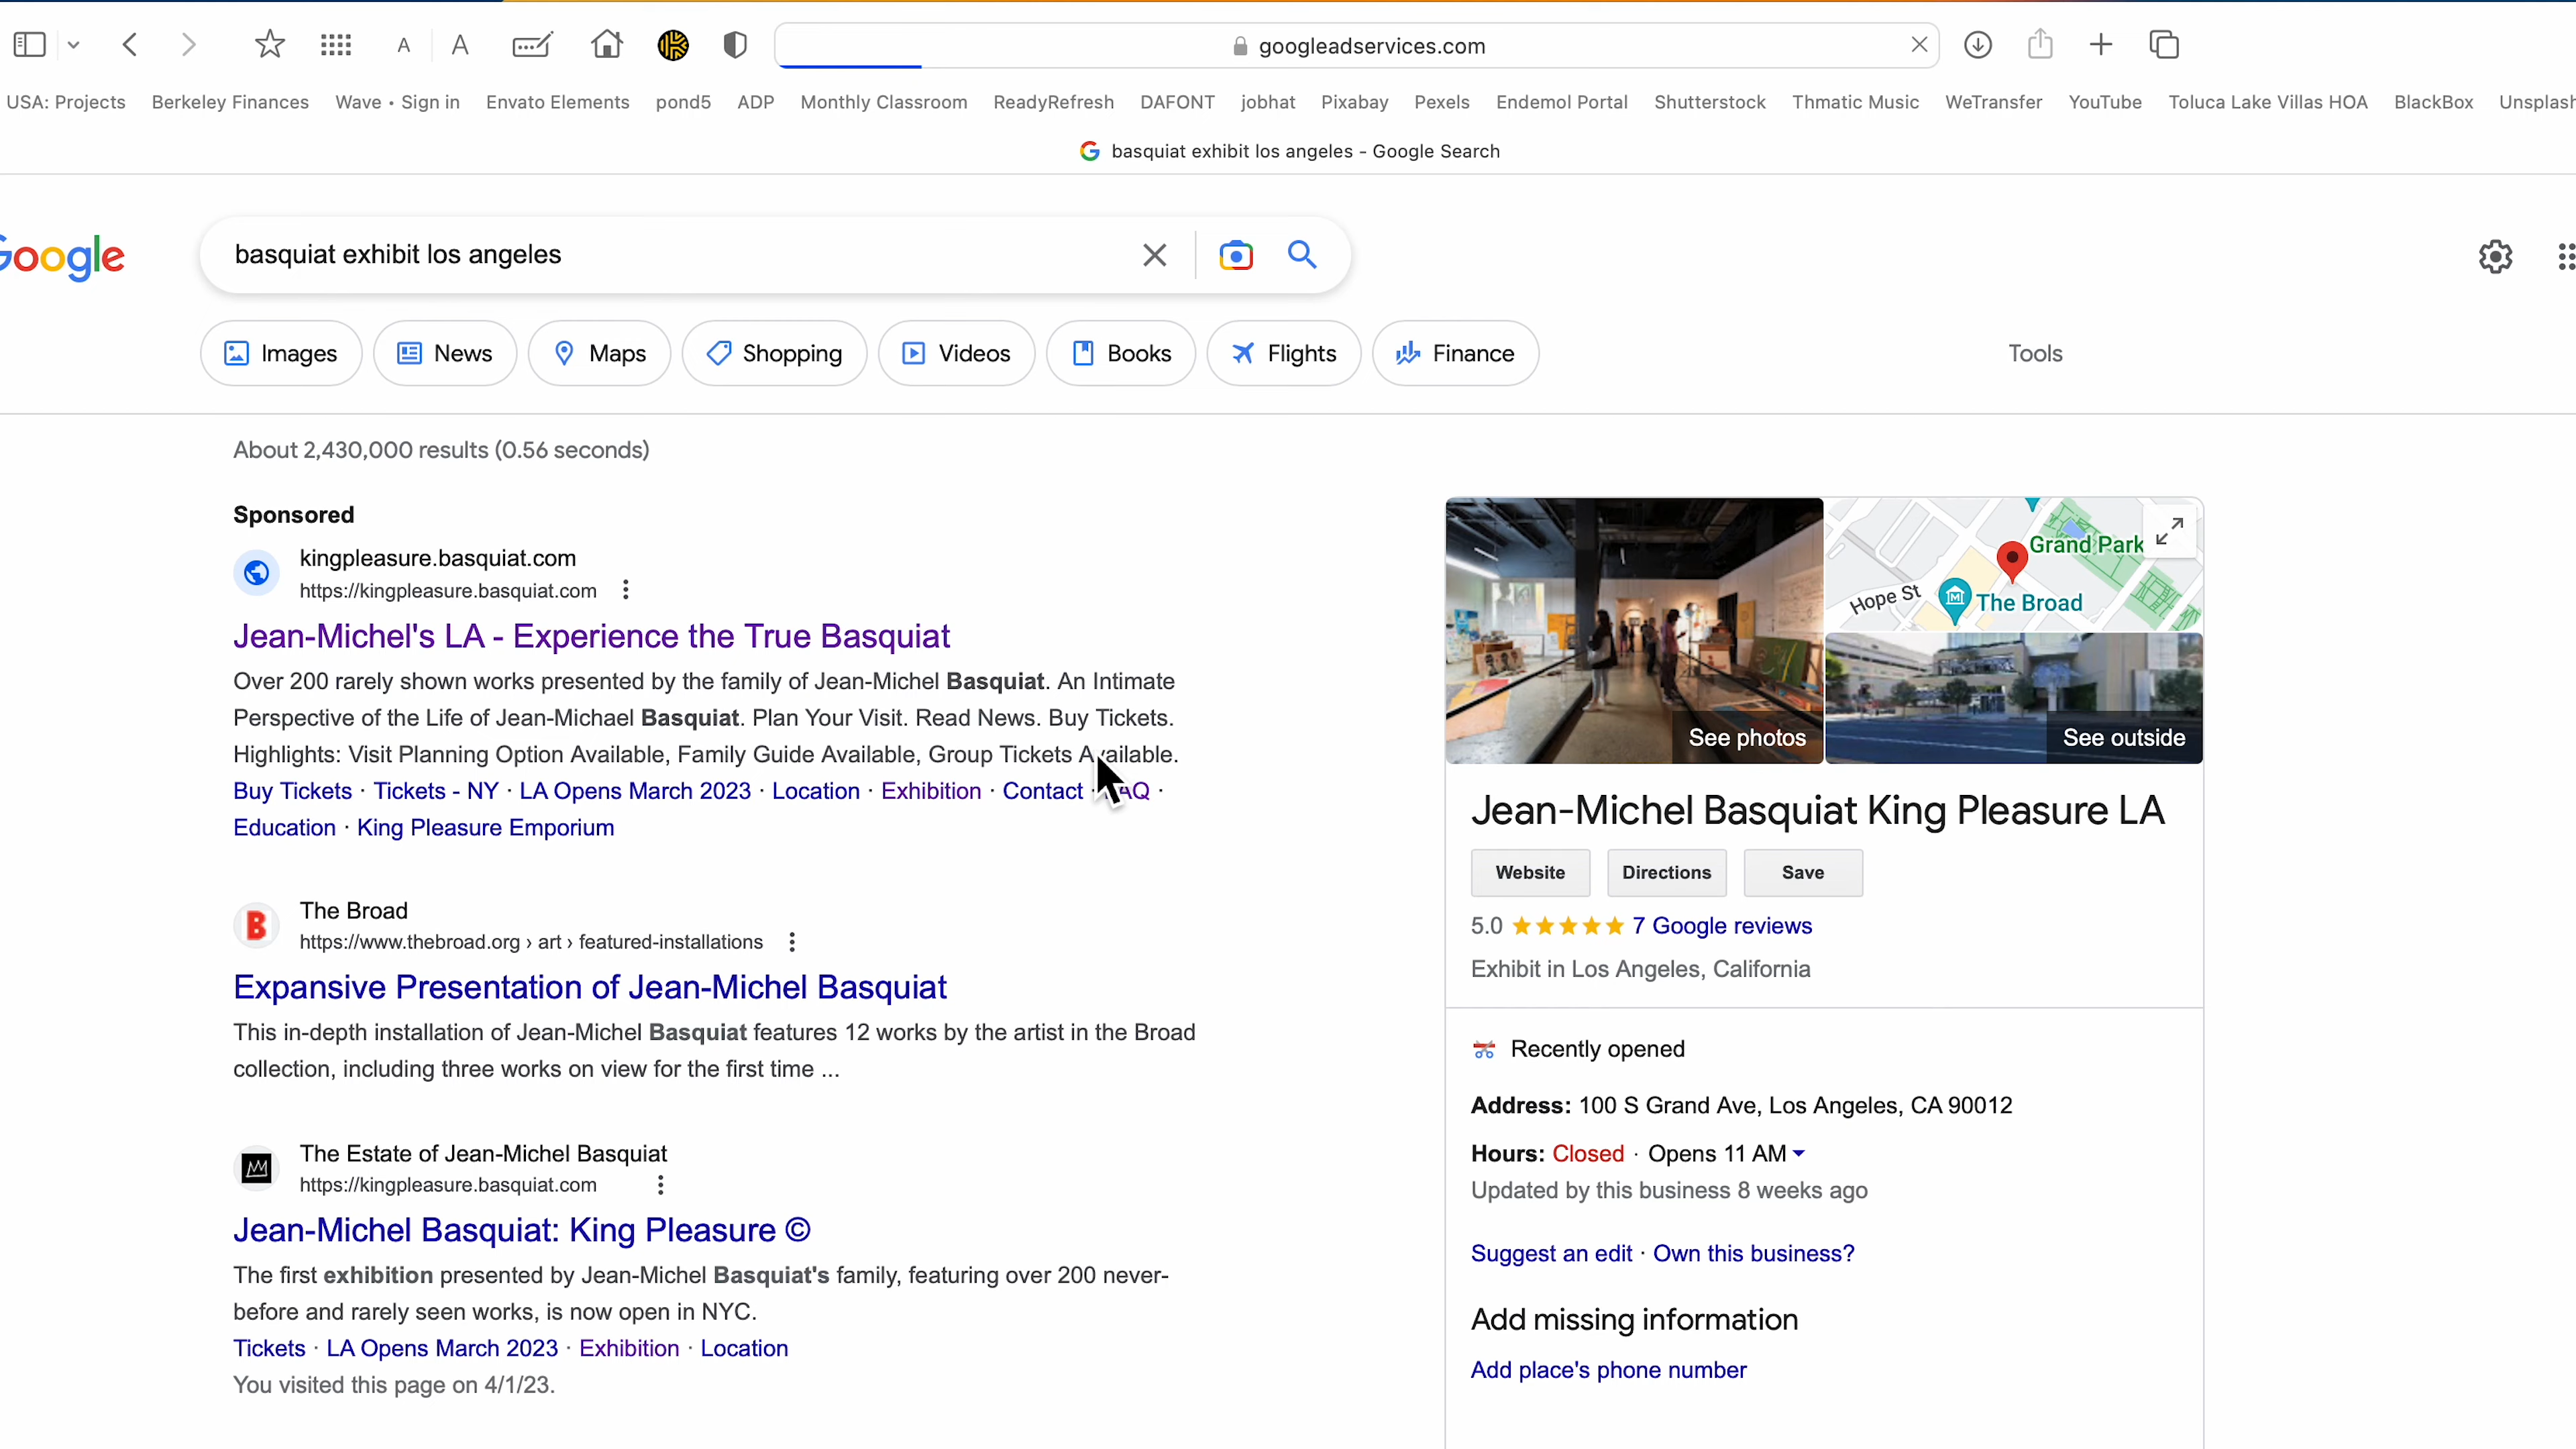 A A googleadservices.com
USA: Projects Berkeley Finances Wave • Sign in Envato Elements pond5 ADP Monthly Classroom ReadyRefresh DAFONT jobhat Pixabay Pexels Endemol Portal Shutterstock Thmatic Music WeTransfer YouTube Toluca Lake Villas HOA BlackBox Unsplash
basquiat exhibit los angeles - Google Search
Google
basquiat exhibit los angeles
Images News Maps Shopping Videos Books Flights Finance Tools
About 2,430,000 results (0.56 seconds)
Sponsored
kingpleasure.basquiat.com
https://kingpleasure.basquiat.com
Jean-Michel's LA - Experience the True Basquiat
Over 200 rarely shown works presented by the family of Jean-Michel Basquiat. An Intimate
Perspective of the Life of Jean-Michael Basquiat. Plan Your Visit. Read News. Buy Tickets.
Highlights: Visit Planning Option Available, Family Guide Available, Group Tickets Available.
Buy Tickets · Tickets - NY · LA Opens March 2023 · Location · Exhibition · Contact · FAQ ·
Education · King Pleasure Emporium
B
The Broad
https://www.thebroad.org › art › featured-installations
Expansive Presentation of Jean-Michel Basquiat
This in-depth installation of Jean-Michel Basquiat features 12 works by the artist in the Broad
collection, including three works on view for the first time ...
The Estate of Jean-Michel Basquiat
https://kingpleasure.basquiat.com
Jean-Michel Basquiat: King Pleasure ©
The first exhibition presented by Jean-Michel Basquiat's family, featuring over 200 never-
before and rarely seen works, is now open in NYC.
Tickets · LA Opens March 2023 · Exhibition · Location
You visited this page on 4/1/23.
Grand Park
Hope St
The Broad
See photos
See outside
Jean-Michel Basquiat King Pleasure LA
Website Directions Save
5.0 7 Google reviews
Exhibit in Los Angeles, California
Recently opened
Address: 100 S Grand Ave, Los Angeles, CA 90012
Hours: Closed · Opens 11 AM
Updated by this business 8 weeks ago
Suggest an edit · Own this business?
Add missing information
Add place's phone number